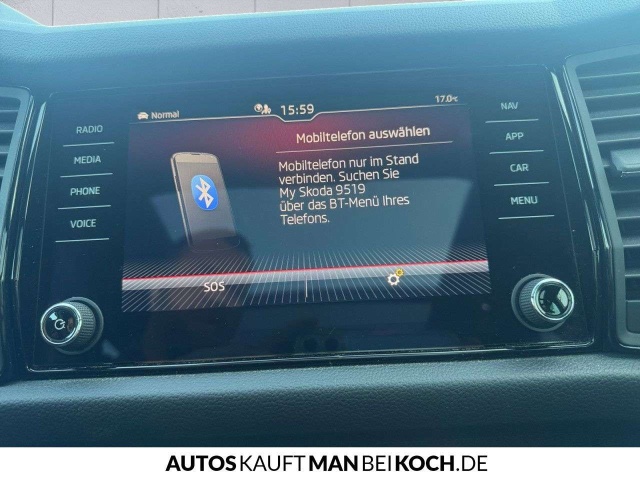 Normal
15:59
17.0°C
RADIO
MEDIA
PHONE
VOICE
Mobiltelefon auswählen
Mobiltelefon nur im Stand
verbinden. Suchen Sie
My Skoda 9519
über das BT-Menü Ihres
Telefons.
SOS
NAV
APP
CAR
MENU
AUTOSKAUFTMANBEIKOCH.DE